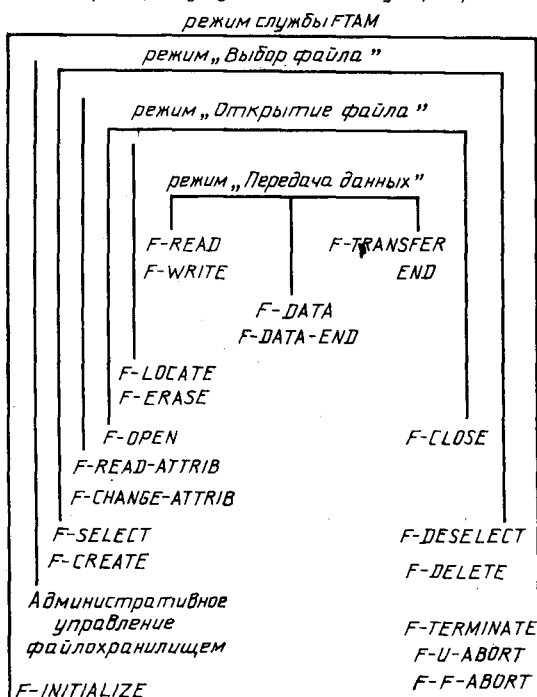 режим службы FTAM
режим „Выбор файла”
режим „Открытие файла”
режим „Передача данных”
F-READ F-TRANSFER
F-WRITE END
F-DATA
F-DATA-END
F-LOCATE
F-ERASE
F-OPEN F-CLOSE
F-READ-ATTRIB
F-CHANGE-ATTRIB
F-SELECT F-DESELECT
F-CREATE F-DELETE
Административное
управление
файлохранилищем
F-TERMINATE
F-U-ABORT
F-INITIALIZE F-F-ABORT